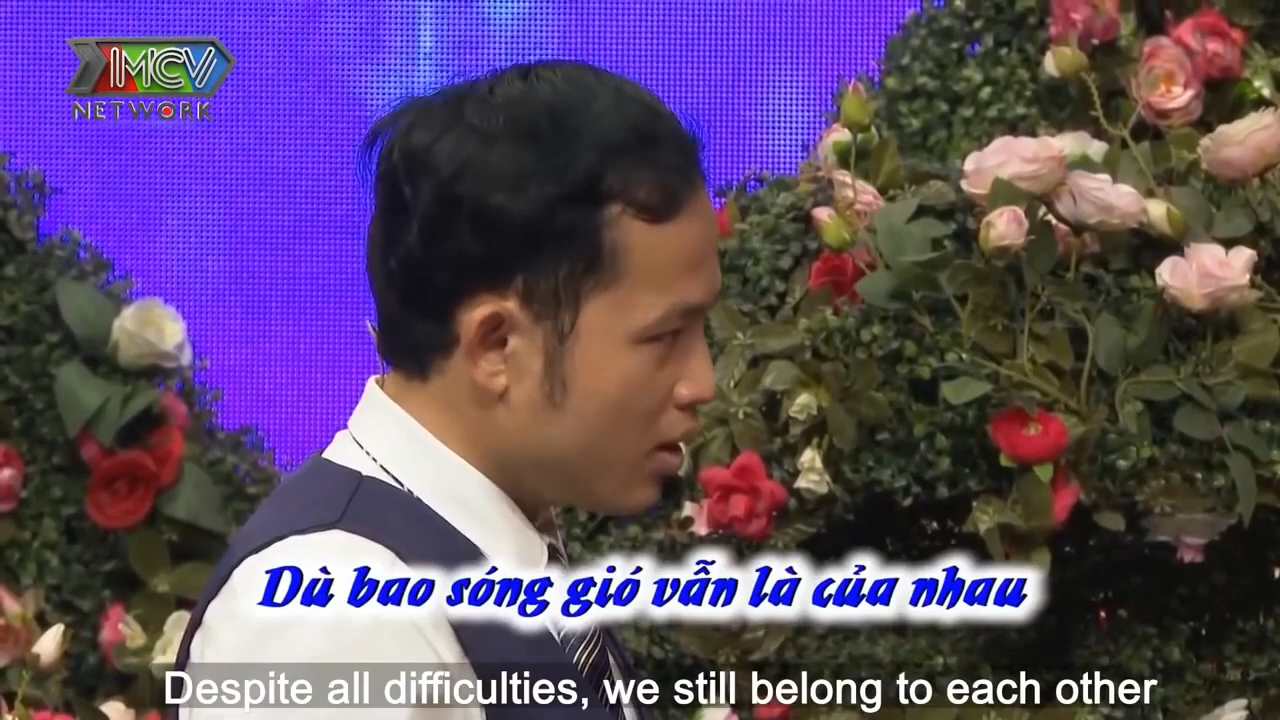 MCV
NETWORK
Dù bao sóng gió vẫn là của nhau
Despite all difficulties, we still belong to each other